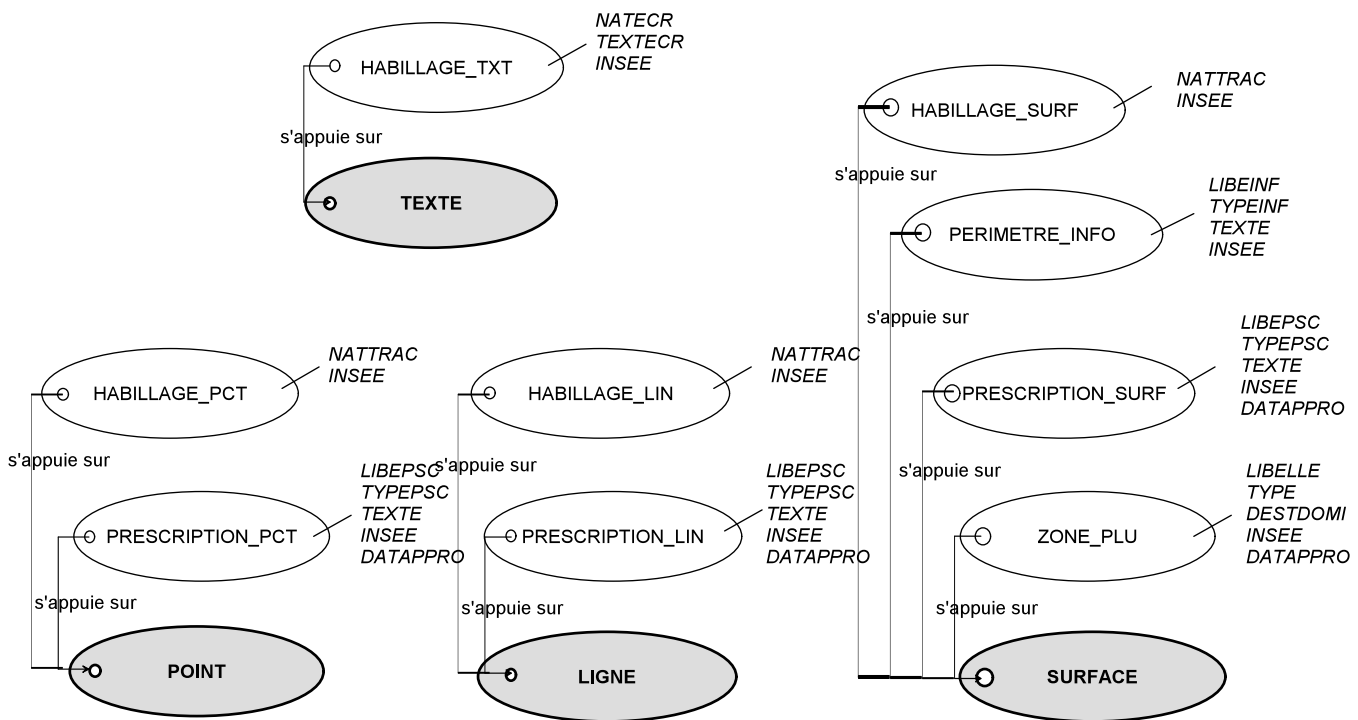 NATECR
TEXTECR
INSEE
HABILLAGE_TXT
s'appuie sur
TEXTE
NATTRAC
INSEE
HABILLAGE_SURF
s'appuie sur
LIBEINF
TYPEINF
TEXTE
INSEE
PERIMETRE_INFO
s'appuie sur
LIBEPSC
TYPEPSC
TEXTE
INSEE
DATAPPRO
PRESCRIPTION_SURF
s'appuie sur
LIBELLE
TYPE
DESTDOMI
INSEE
DATAPPRO
ZONE_PLU
s'appuie sur
SURFACE
NATTRAC
INSEE
HABILLAGE_PCT
s'appuie sur
LIBEPSC
TYPEPSC
TEXTE
INSEE
DATAPPRO
PRESCRIPTION_PCT
s'appuie sur
POINT
NATTRAC
INSEE
HABILLAGE_LIN
s'appuie sur
LIBEPSC
TYPEPSC
TEXTE
INSEE
DATAPPRO
PRESCRIPTION_LIN
s'appuie sur
LIGNE